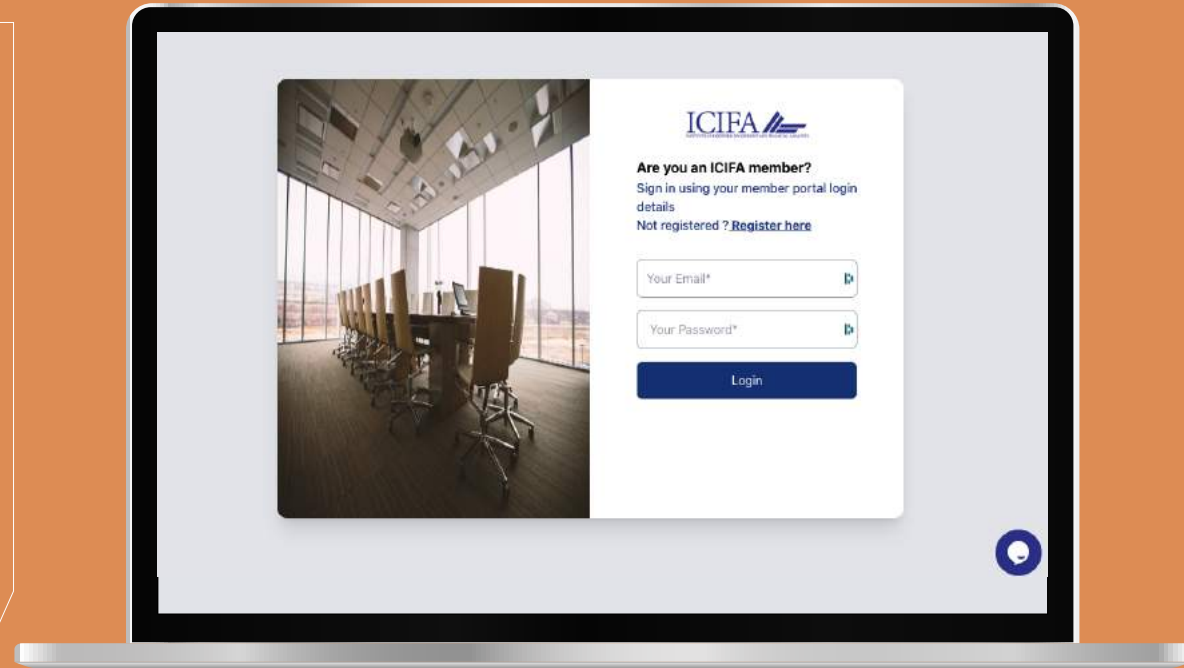 ICIFA
Are you an ICIFA member?
Sign in using your member portal login
details
Not registered ? Register here
Your Email*
Your Password*
Login